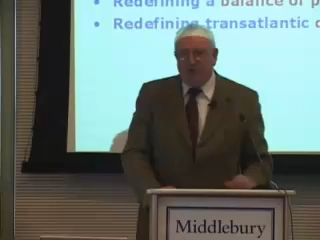 • Redefining a balance of p
• Redefining transatlantic
Middlebury